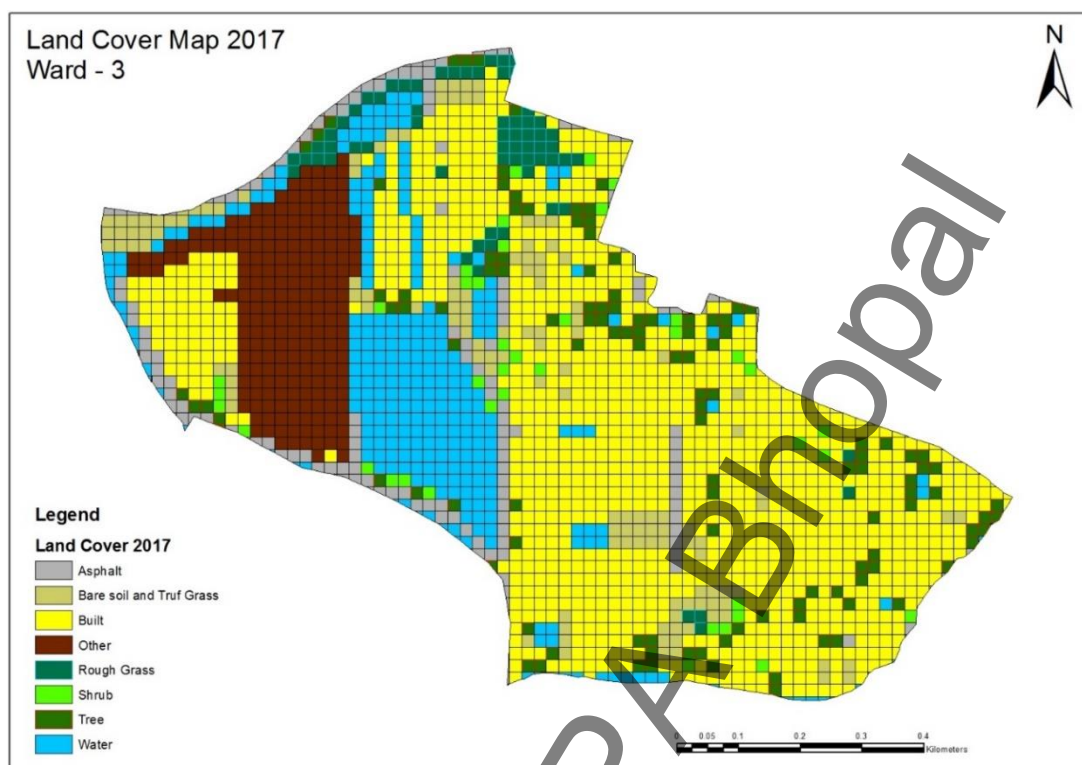 Land Cover Map 2017
Ward - 3
N
Legend
Land Cover 2017
Asphalt
Bare soil and Truf Grass
Built
Other
Rough Grass
Shrub
Tree
Water
0 0.05 0.1 0.2 0.3 0.4
Kilometers
PA Bhopal